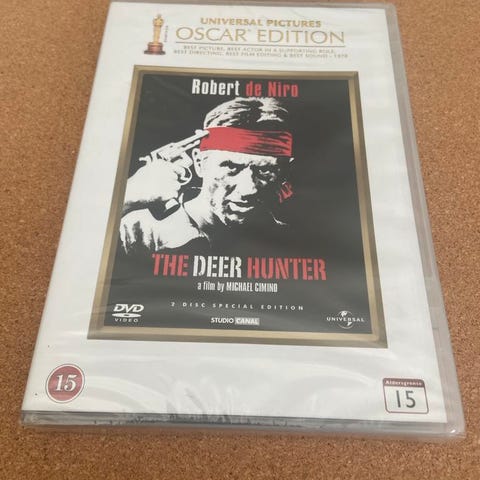 UNIVERSAL PICTURES
OSCAR® EDITION
BEST PICTURE, BEST ACTOR IN A SUPPORTING ROLE,
BEST DIRECTING, BEST FILM EDITING & BEST SOUND - 1978
Robert de Niro
THE DEER HUNTER
a film by MICHAEL CIMINO
2 DISC SPECIAL EDITION
DVD
VIDEO
STUDIO CANAL
UNIVERSAL
15
Aldersgrense
15